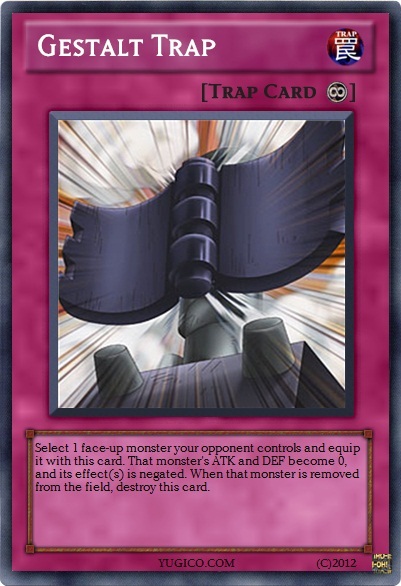 GESTALT TRAP
TRAP
罠
[TRAP CARD ]
Select 1 face-up monster your opponent controls and equip
it with this card. That monster's ATK and DEF become 0,
and its effect(s) is negated. When that monster is removed
from the field, destroy this card.
YUGICO.COM (C)2012